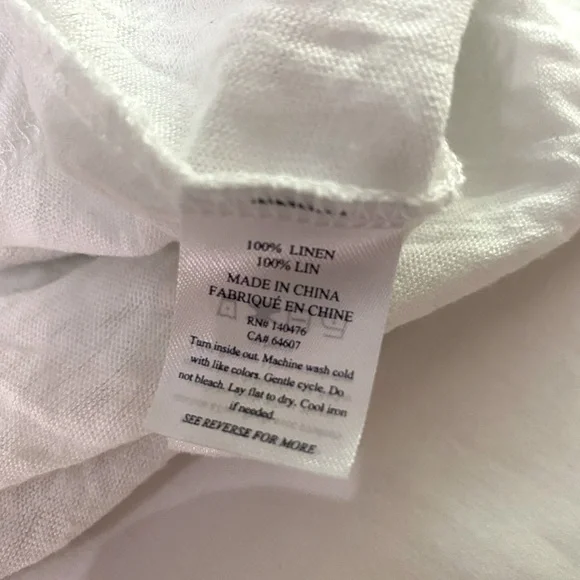 100% LINEN
100% LIN
MADE IN CHINA
FABRIQUÉ EN CHINE
RN# 140476
CA# 64607
Turn inside out. Machine wash cold
with like colors. Gentle cycle. Do
not bleach. Lay flat to dry. Cool iron
if needed.
SEE REVERSE FOR MORE